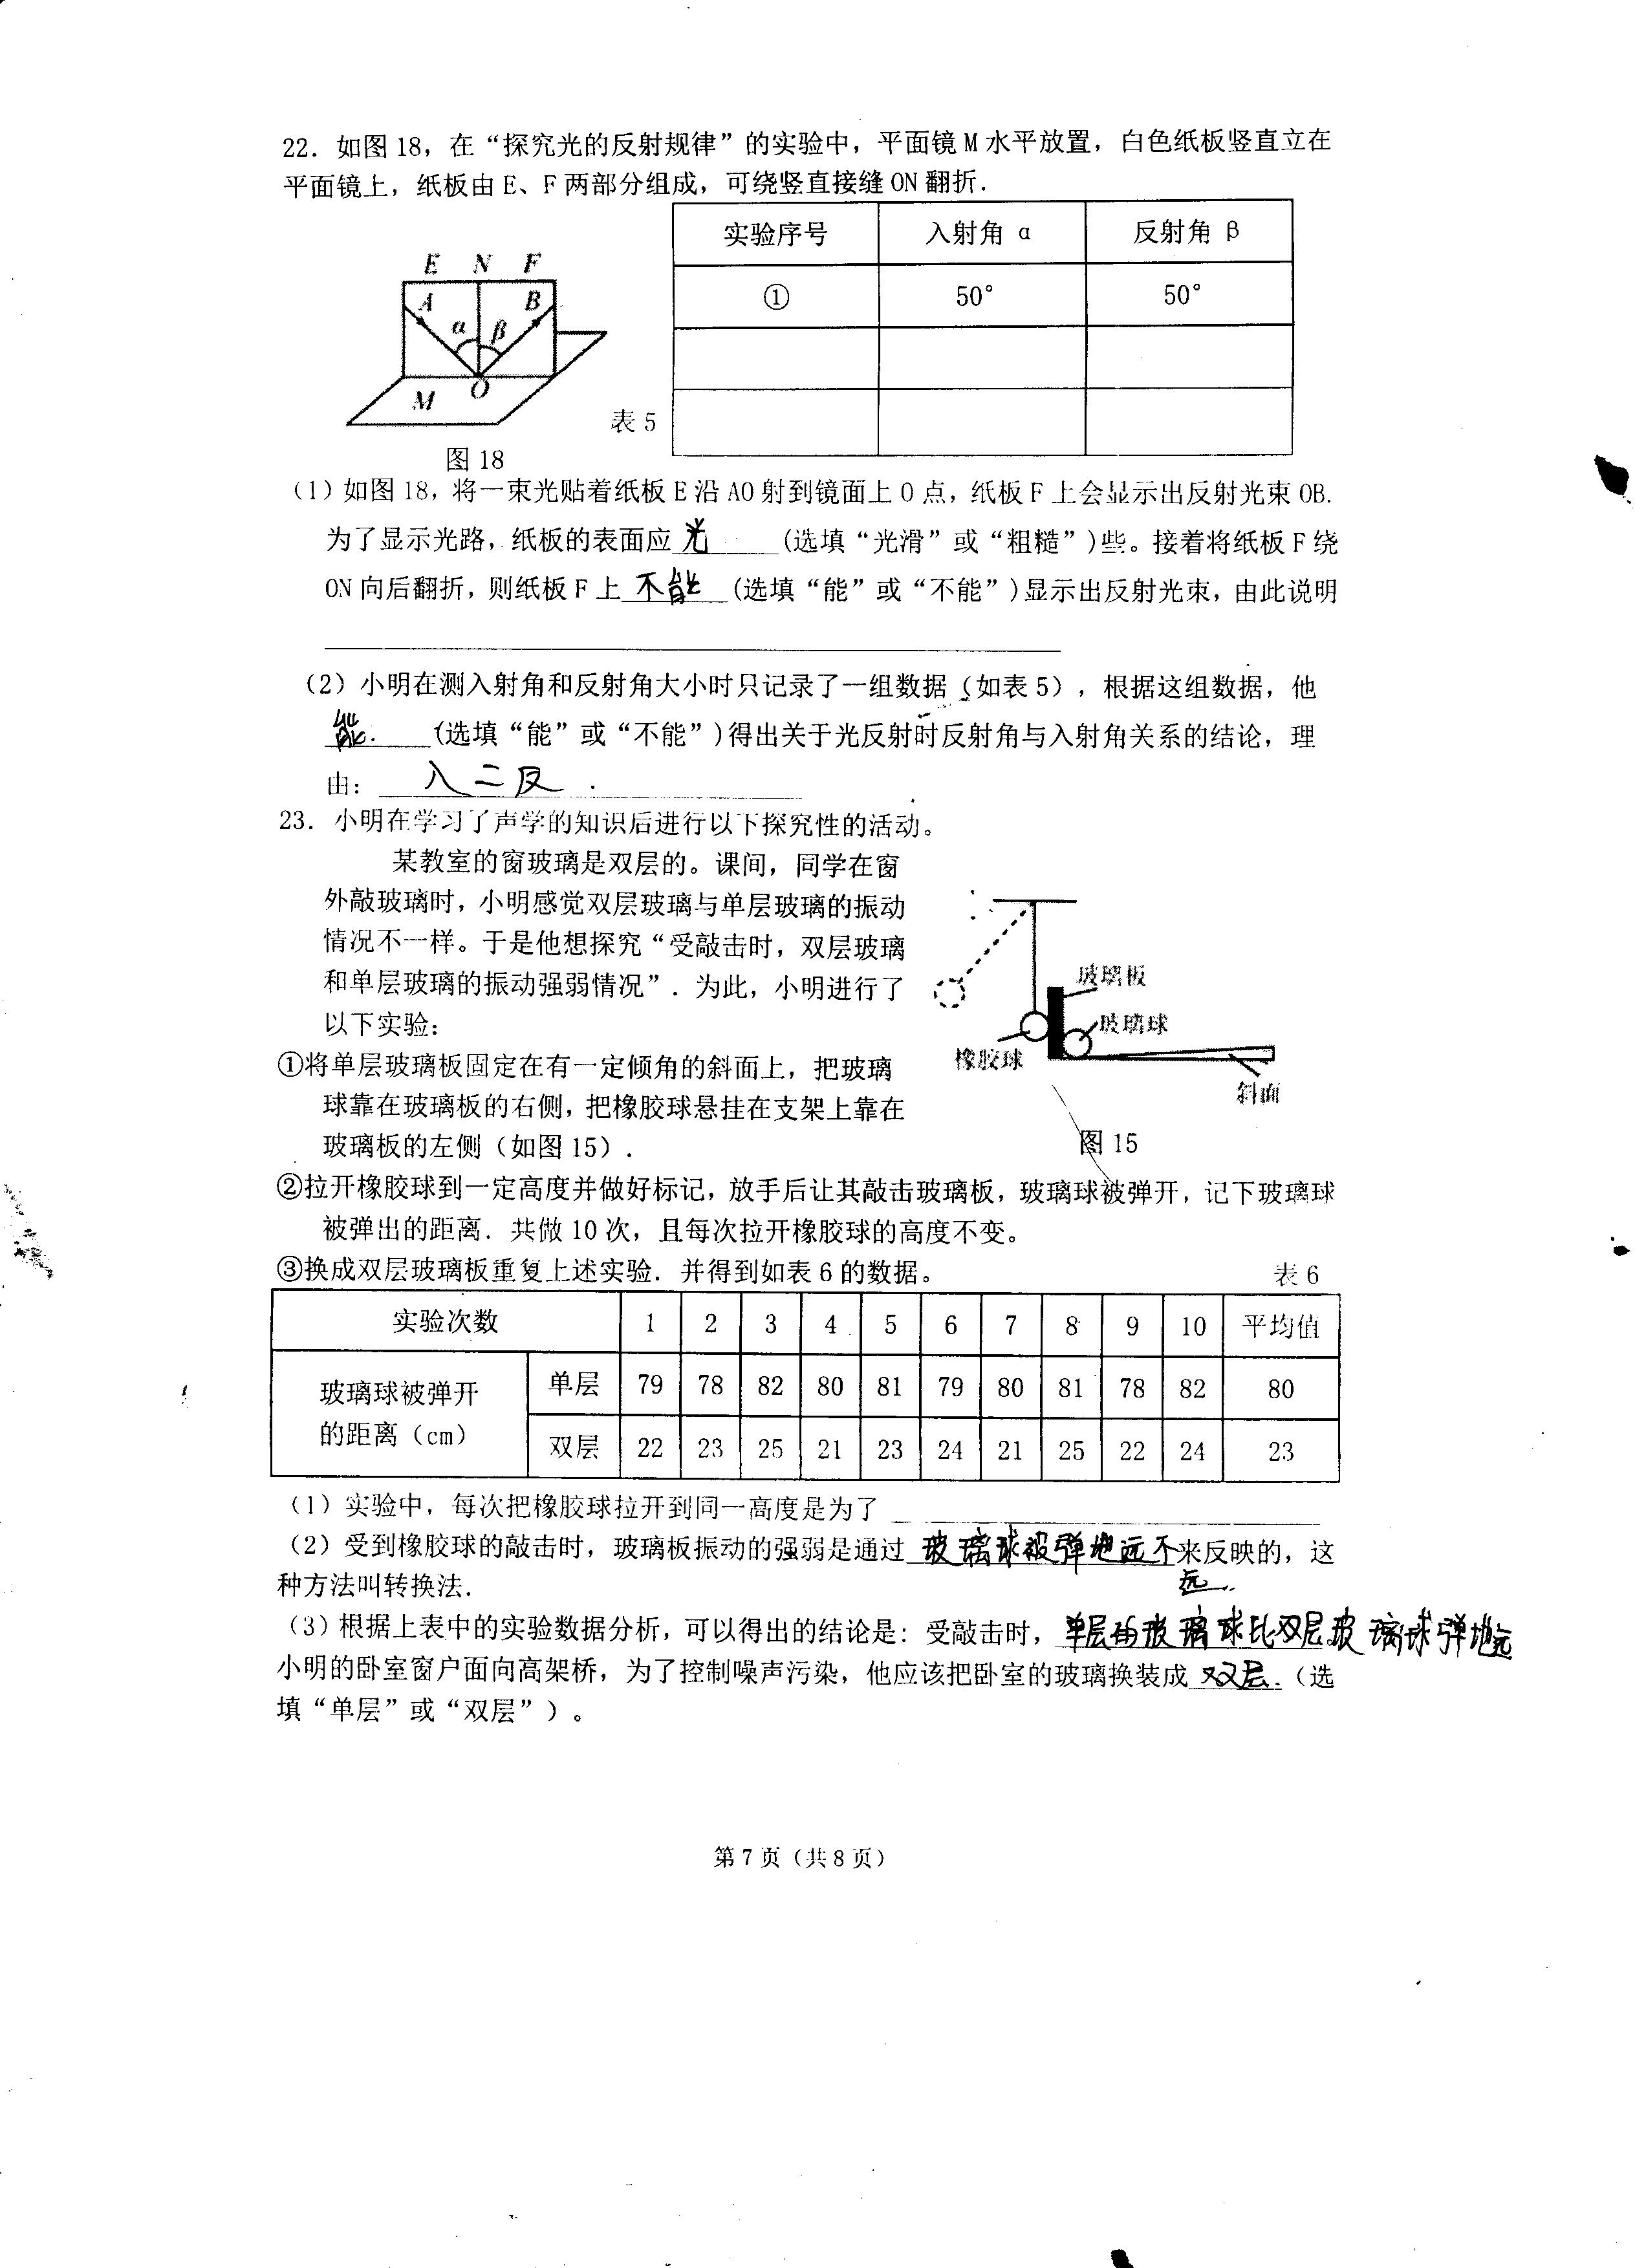 22. 如图 18，在“探究光的反射规律”的实验中，平面镜 M 水平放置，白色纸板竖直立在
平面镜上，纸板由 E、F 两部分组成，可绕竖直接缝 ON 翻折.
实验序号 入射角 α 反射角 β
① 50° 50°
E N F
A B
α β
M O
表 5
图 18
（1）如图 18，将一束光贴着纸板 E 沿 AO 射到镜面上 O 点，纸板 F 上会显示出反射光束 OB.
为了显示光路，纸板的表面应 光 (选填“光滑”或“粗糙”)些。接着将纸板 F 绕
ON 向后翻折，则纸板 F 上 不能 (选填“能”或“不能”)显示出反射光束，由此说明
（2）小明在测入射角和反射角大小时只记录了一组数据（如表 5），根据这组数据，他
能. (选填“能”或“不能”)得出关于光反射时反射角与入射角关系的结论，理
由： 入二反 .
23. 小明在学习了声学的知识后进行以下探究性的活动。
某教室的窗玻璃是双层的。课间，同学在窗
外敲玻璃时，小明感觉双层玻璃与单层玻璃的振动
情况不一样。于是他想探究“受敲击时，双层玻璃
和单层玻璃的振动强弱情况”. 为此，小明进行了
以下实验：
玻璃板
玻璃球
橡胶球
斜面
图 15
①将单层玻璃板固定在有一定倾角的斜面上，把玻璃
球靠在玻璃板的右侧，把橡胶球悬挂在支架上靠在
玻璃板的左侧（如图 15）.
②拉开橡胶球到一定高度并做好标记，放手后让其敲击玻璃板，玻璃球被弹开，记下玻璃球
被弹出的距离. 共做 10 次，且每次拉开橡胶球的高度不变。
③换成双层玻璃板重复上述实验. 并得到如表 6 的数据。 表 6
实验次数 1 2 3 4 5 6 7 8 9 10 平均值
玻璃球被弹开的距离（cm） 单层 79 78 82 80 81 79 80 81 78 82 80
双层 22 23 25 21 23 24 21 25 22 24 23
（1）实验中，每次把橡胶球拉开到同一高度是为了
（2）受到橡胶球的敲击时，玻璃板振动的强弱是通过 玻璃球被弹地远不 来反映的，这
远.
种方法叫转换法.
（3）根据上表中的实验数据分析，可以得出的结论是：受敲击时，单层的玻璃球比双层玻璃球弹地远
小明的卧室窗户面向高架桥，为了控制噪声污染，他应该把卧室的玻璃换装成 双层.（选
填“单层”或“双层”）。
第 7 页（共 8 页）